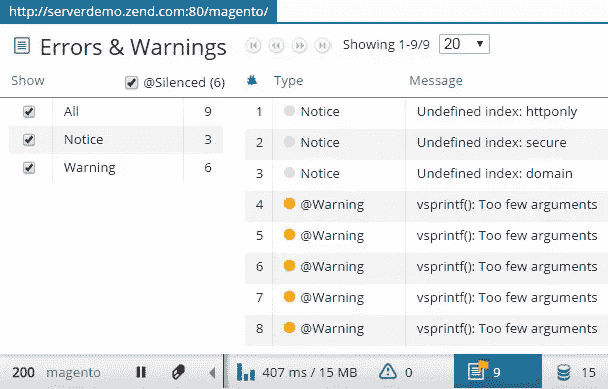 http://serverdemo.zend.com:80/magento/
Errors & Warnings
Showing 1-9/9 20
Show @Silenced (6) Type Message
All 9
Notice 3
Warning 6
1 Notice Undefined index: httponly
2 Notice Undefined index: secure
3 Notice Undefined index: domain
4 @Warning vsprintf(): Too few arguments
5 @Warning vsprintf(): Too few arguments
6 @Warning vsprintf(): Too few arguments
7 @Warning vsprintf(): Too few arguments
8 @Warning vsprintf(): Too few arguments
200 magento 407 ms / 15 MB 0 9 15